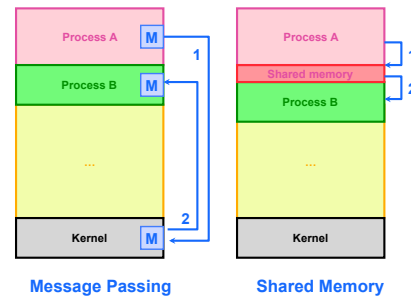 Process A
M
1
Process B
M
...
2
Kernel
M
Message Passing
Process A
1
Shared memory
2
Process B
...
Kernel
Shared Memory